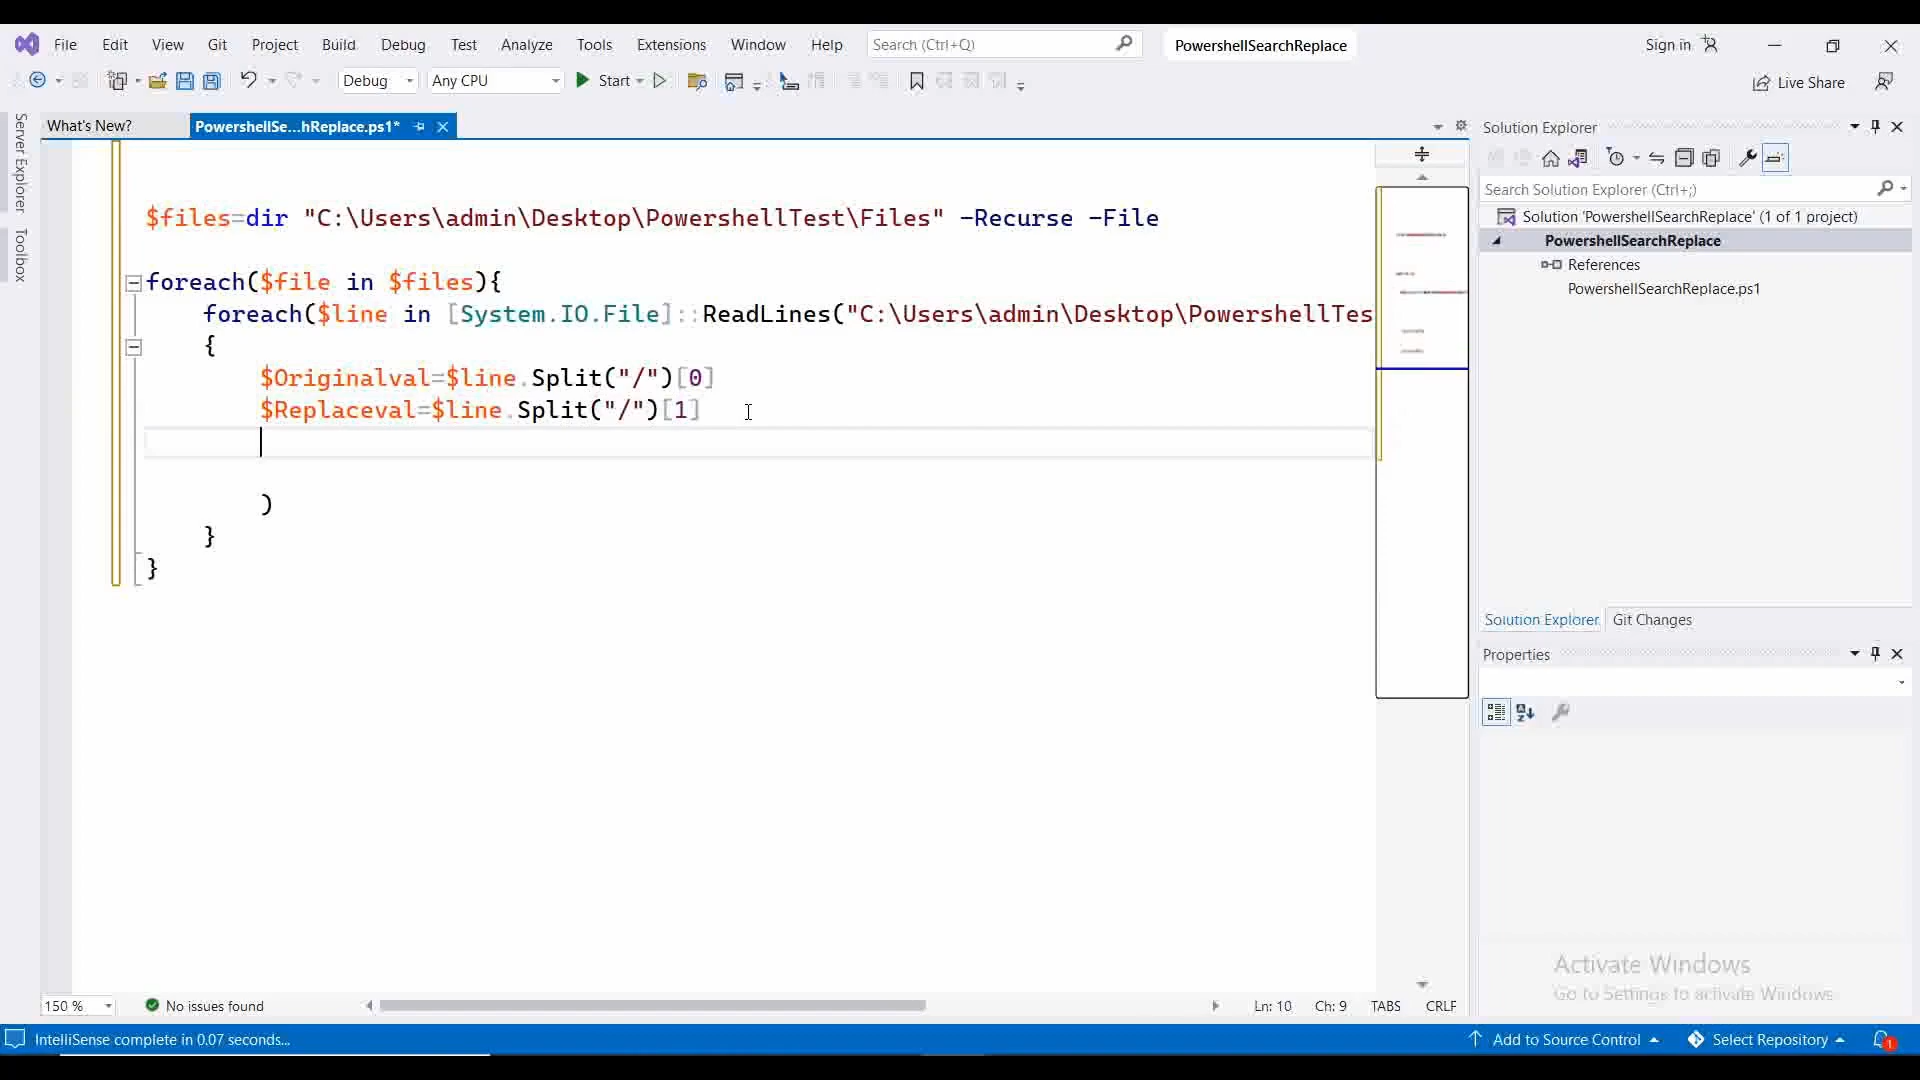 File Edit View Git Project Build Debug Test Analyze Tools Extensions Window Help Search (Ctrl+Q) PowershellSearchReplace Sign in
Debug Any CPU Start Live Share
Server Explorer
Toolbox
What's New? PowershellSe...hReplace.ps1*
$files=dir "C:\Users\admin\Desktop\PowershellTest\Files" -Recurse -File
foreach($file in $files){
foreach($line in [System.IO.File]::ReadLines("C:\Users\admin\Desktop\PowershellTes
{
$Originalval=$line.Split("/")[0]
$Replaceval=$line.Split("/")[1]
)
}
}
Solution Explorer
Search Solution Explorer (Ctrl+;)
Solution 'PowershellSearchReplace' (1 of 1 project)
PowershellSearchReplace
References
PowershellSearchReplace.ps1
Solution Explorer Git Changes
Properties
Activate Windows
Go to Settings to activate Windows.
150 % No issues found Ln: 10 Ch: 9 TABS CRLF
IntelliSense complete in 0.07 seconds... Add to Source Control Select Repository 1